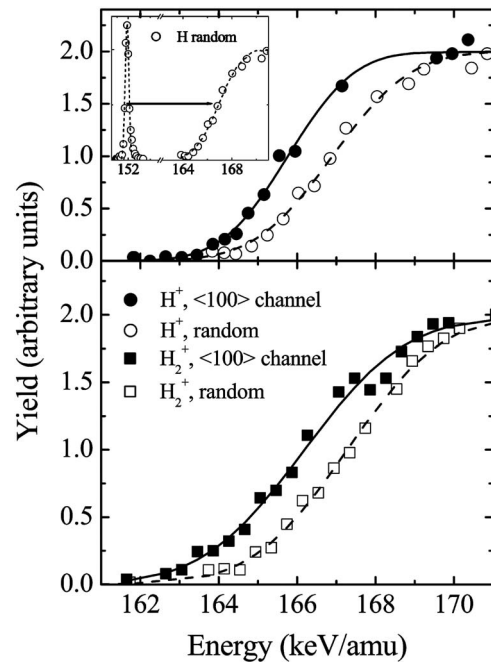 2.0
1.5
1.0
0.5
0.0
H random
152
164
168
Yield (arbitrary units)
2.0
1.5
1.0
0.5
0.0
H⁺, <100> channel
H⁺, random
H₂⁺, <100> channel
H₂⁺, random
162 164 166 168 170
Energy (keV/amu)